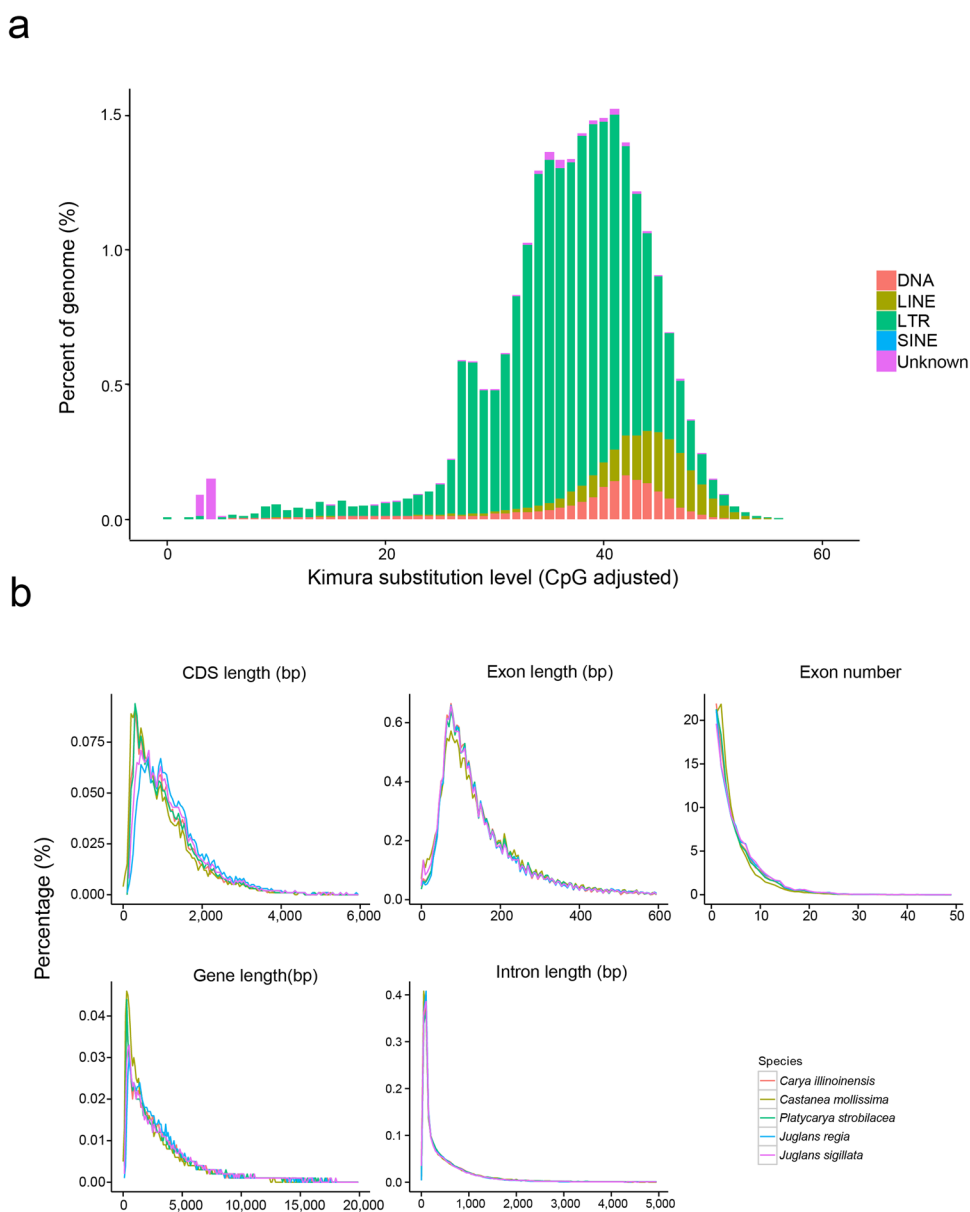 a
Percent of genome (%)
1.5
1.0
0.5
0.0
0 20 40 60
Kimura substitution level (CpG adjusted)
DNA
LINE
LTR
SINE
Unknown
b
Percentage (%)
CDS length (bp)
0.075
0.050
0.025
0.000
0 2,000 4,000 6,000
Exon length (bp)
0.6
0.4
0.2
0.0
0 200 400 600
Exon number
20
15
10
5
0
0 10 20 30 40 50
Gene length(bp)
0.04
0.03
0.02
0.01
0.00
0 5,000 10,000 15,000 20,000
Intron length (bp)
0.4
0.3
0.2
0.1
0.0
0 1,000 2,000 3,000 4,000 5,000
Species
Carya illinoinensis
Castanea mollissima
Platycarya strobilacea
Juglans regia
Juglans sigillata